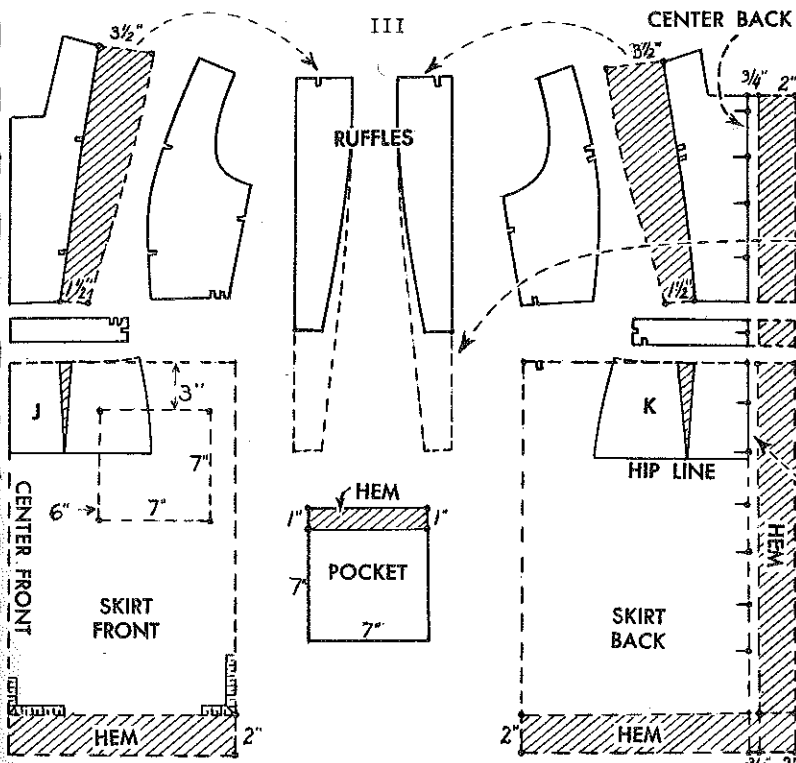 III
CENTER BACK
3½"
3½"
¾"
2"
RUFFLES
1½"
1½"
J
3"
K
7"
HIP LINE
6"
7"
HEM
1"
1"
CENTER FRONT
7"
POCKET
HEM
SKIRT
FRONT
7"
SKIRT
BACK
HEM
2"
2"
HEM